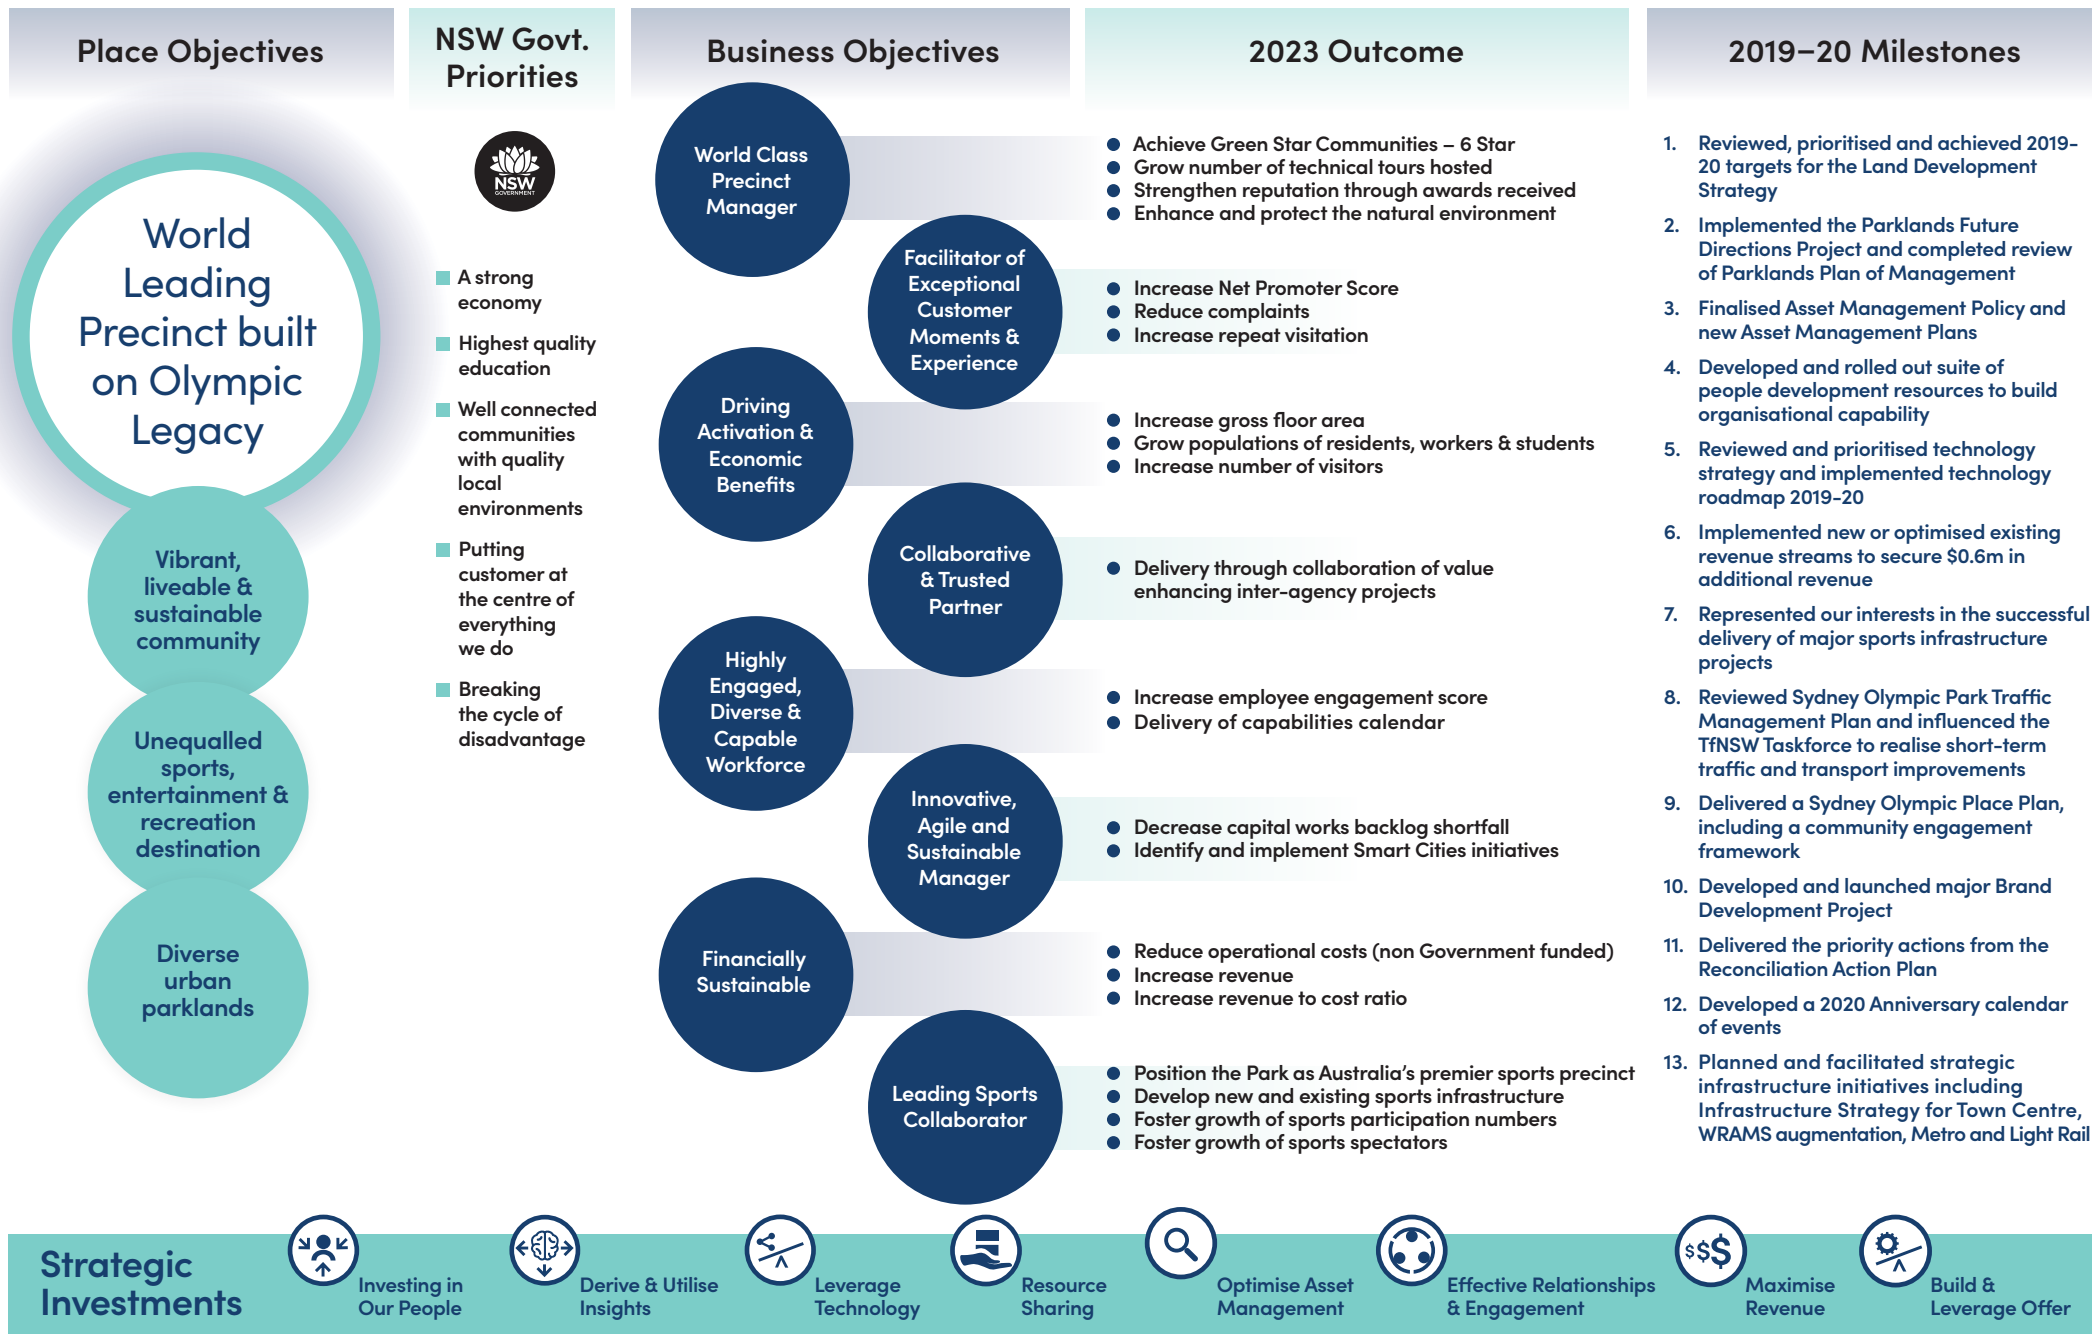 Place Objectives
World
Leading
Precinct built
on Olympic
Legacy
Vibrant,
liveable &
sustainable
community
Unequalled
sports,
entertainment &
recreation
destination
Diverse
urban
parklands
NSW Govt.
Priorities
NSW
GOVERNMENT
A strong
economy
Highest quality
education
Well connected
communities
with quality
local
environments
Putting
customer at
the centre of
everything
we do
Breaking
the cycle of
disadvantage
Business Objectives
2023 Outcome
World Class
Precinct
Manager
Achieve Green Star Communities – 6 Star
Grow number of technical tours hosted
Strengthen reputation through awards received
Enhance and protect the natural environment
Facilitator of
Exceptional
Customer
Moments &
Experience
Increase Net Promoter Score
Reduce complaints
Increase repeat visitation
Driving
Activation &
Economic
Benefits
Increase gross floor area
Grow populations of residents, workers & students
Increase number of visitors
Collaborative
& Trusted
Partner
Delivery through collaboration of value
enhancing inter-agency projects
Highly
Engaged,
Diverse &
Capable
Workforce
Increase employee engagement score
Delivery of capabilities calendar
Innovative,
Agile and
Sustainable
Manager
Decrease capital works backlog shortfall
Identify and implement Smart Cities initiatives
Financially
Sustainable
Reduce operational costs (non Government funded)
Increase revenue
Increase revenue to cost ratio
Leading Sports
Collaborator
Position the Park as Australia’s premier sports precinct
Develop new and existing sports infrastructure
Foster growth of sports participation numbers
Foster growth of sports spectators
2019–20 Milestones
1. Reviewed, prioritised and achieved 2019-
20 targets for the Land Development
Strategy
2. Implemented the Parklands Future
Directions Project and completed review
of Parklands Plan of Management
3. Finalised Asset Management Policy and
new Asset Management Plans
4. Developed and rolled out suite of
people development resources to build
organisational capability
5. Reviewed and prioritised technology
strategy and implemented technology
roadmap 2019-20
6. Implemented new or optimised existing
revenue streams to secure $0.6m in
additional revenue
7. Represented our interests in the successful
delivery of major sports infrastructure
projects
8. Reviewed Sydney Olympic Park Traffic
Management Plan and influenced the
TfNSW Taskforce to realise short-term
traffic and transport improvements
9. Delivered a Sydney Olympic Place Plan,
including a community engagement
framework
10. Developed and launched major Brand
Development Project
11. Delivered the priority actions from the
Reconciliation Action Plan
12. Developed a 2020 Anniversary calendar
of events
13. Planned and facilitated strategic
infrastructure initiatives including
Infrastructure Strategy for Town Centre,
WRAMS augmentation, Metro and Light Rail
Strategic
Investments
Investing in
Our People
Derive & Utilise
Insights
Leverage
Technology
Resource
Sharing
Optimise Asset
Management
Effective Relationships
& Engagement
$$$
Maximise
Revenue
Build &
Leverage Offer